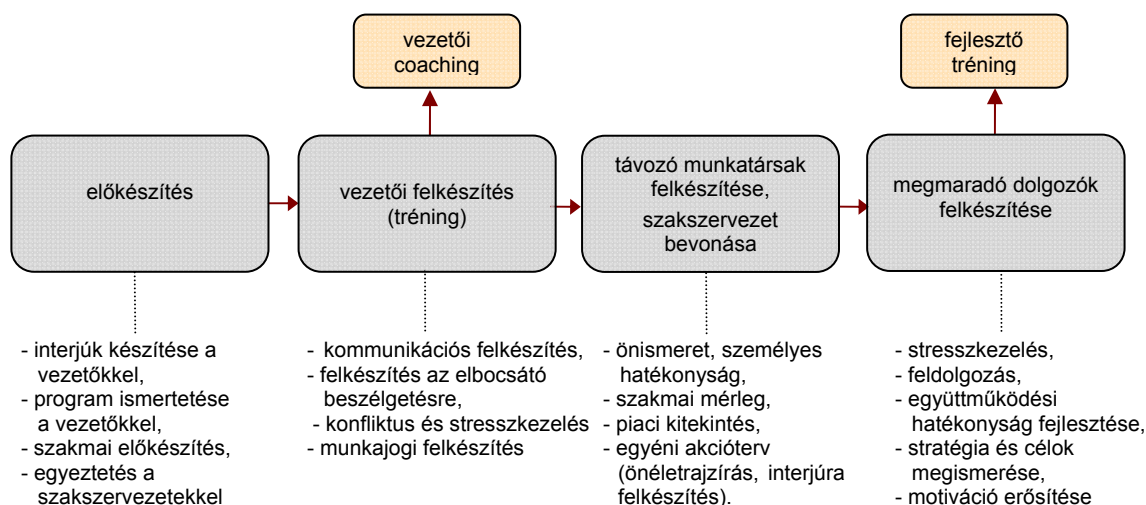 vezetői
coaching
fejlesztő
tréning
előkészítés
vezetői felkészítés
(tréning)
távozó munkatársak
felkészítése,
szakszervezet
bevonása
megmaradó dolgozók
felkészítése
- interjúk készítése a
vezetőkkel,
- program ismertetése
a vezetőkkel,
- szakmai előkészítés,
- egyeztetés a
szakszervezetekkel
- kommunikációs felkészítés,
- felkészítés az elbocsátó
beszélgetésre,
- konfliktus és stresszkezelés
- munkajogi felkészítés
- önismeret, személyes
hatékonyság,
- szakmai mérleg,
- piaci kitekintés,
- egyéni akcióterv
(önéletrajzírás, interjúra
felkészítés).
- stresszkezelés,
- feldolgozás,
- együttműködési
hatékonyság fejlesztése,
- stratégia és célok
megismerése,
- motiváció erősítése